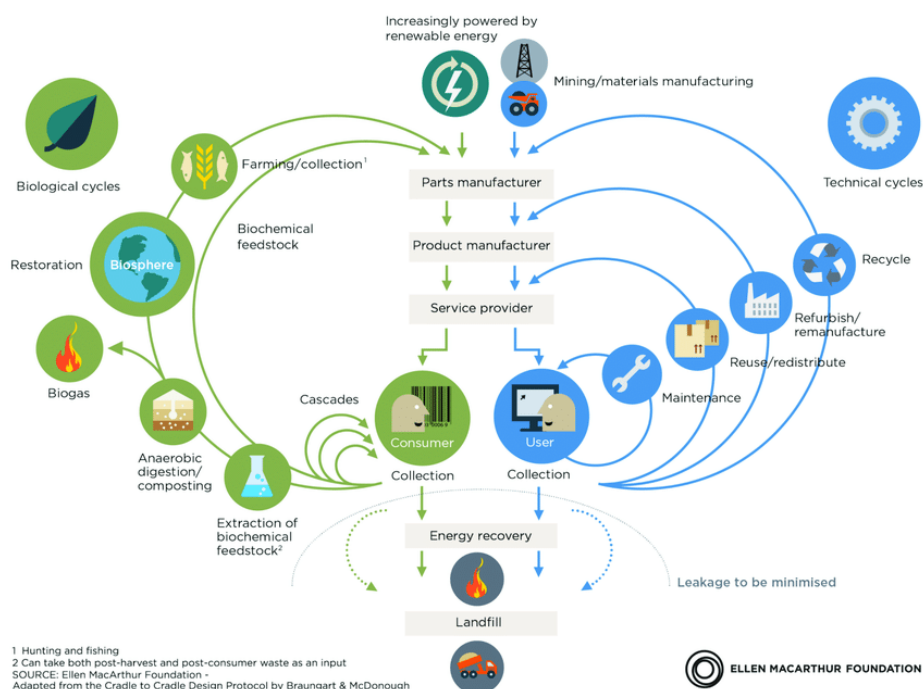 Increasingly powered by
renewable energy
Mining/materials manufacturing
Biological cycles
Technical cycles
Farming/collection¹
Parts manufacturer
Biochemical
feedstock
Product manufacturer
Restoration
Biosphere
Recycle
Service provider
Refurbish/
remanufacture
Reuse/redistribute
Biogas
Maintenance
Cascades
Consumer
User
Anaerobic
digestion/
composting
Collection
Collection
Extraction of
biochemical
feedstock²
Energy recovery
Leakage to be minimised
Landfill
1 Hunting and fishing
2 Can take both post-harvest and post-consumer waste as an input
SOURCE: Ellen MacArthur Foundation -
Adapted from the Cradle to Cradle Design Protocol by Braungart & McDonough
ELLEN MACARTHUR FOUNDATION